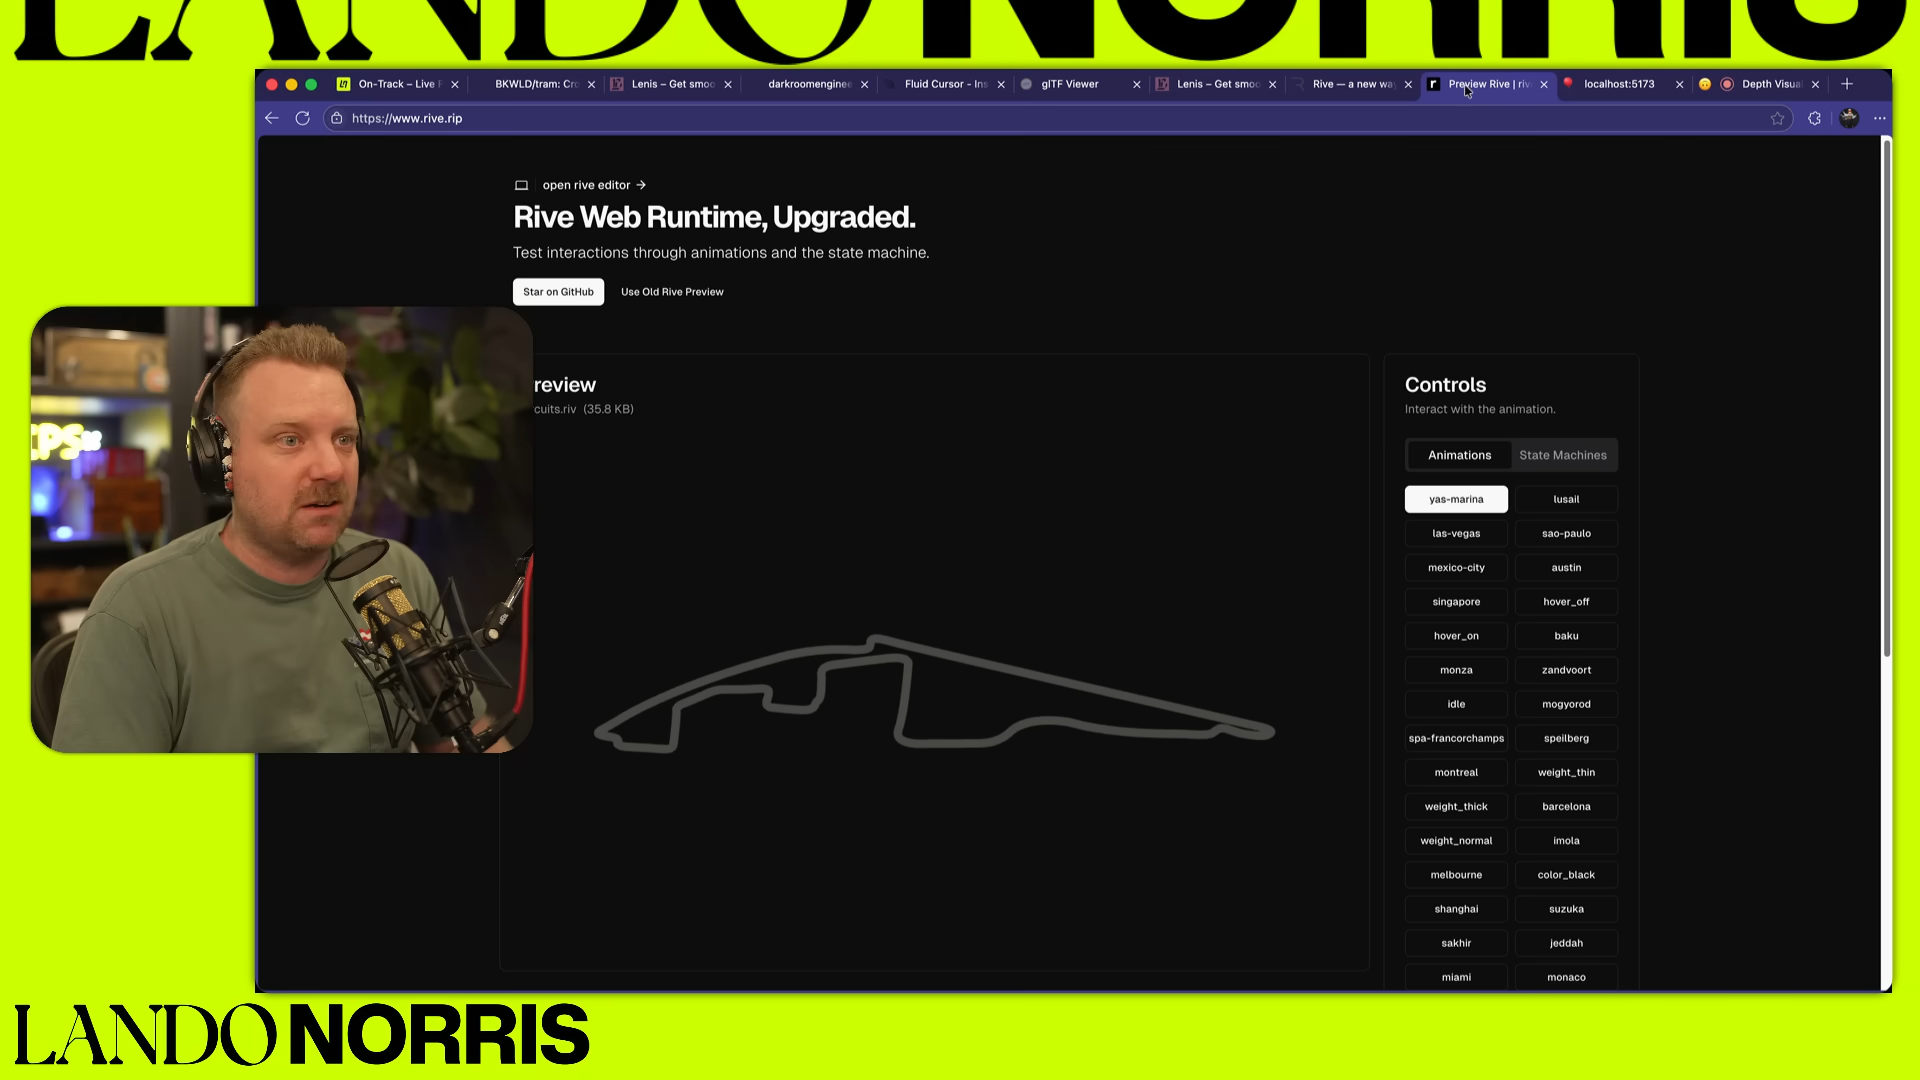 LANDO NORRIS
On-Track – Live F
BKWLD/tram: Cro
Lenis – Get smoo
darkroomenginee
Fluid Cursor - Ins
glTF Viewer
Lenis – Get smoo
Rive — a new way
Preview Rive | rive
localhost:5173
Depth Visual
https://www.rive.rip
open rive editor →
Rive Web Runtime, Upgraded.
Test interactions through animations and the state machine.
Star on GitHub
Use Old Rive Preview
review
cuits.riv (35.8 KB)
Controls
Interact with the animation.
Animations
State Machines
yas-marina
lusail
las-vegas
sao-paulo
mexico-city
austin
singapore
hover_off
hover_on
baku
monza
zandvoort
idle
mogyorod
spa-francorchamps
speilberg
montreal
weight_thin
weight_thick
barcelona
weight_normal
imola
melbourne
color_black
shanghai
suzuka
sakhir
jeddah
miami
monaco
LANDO NORRIS